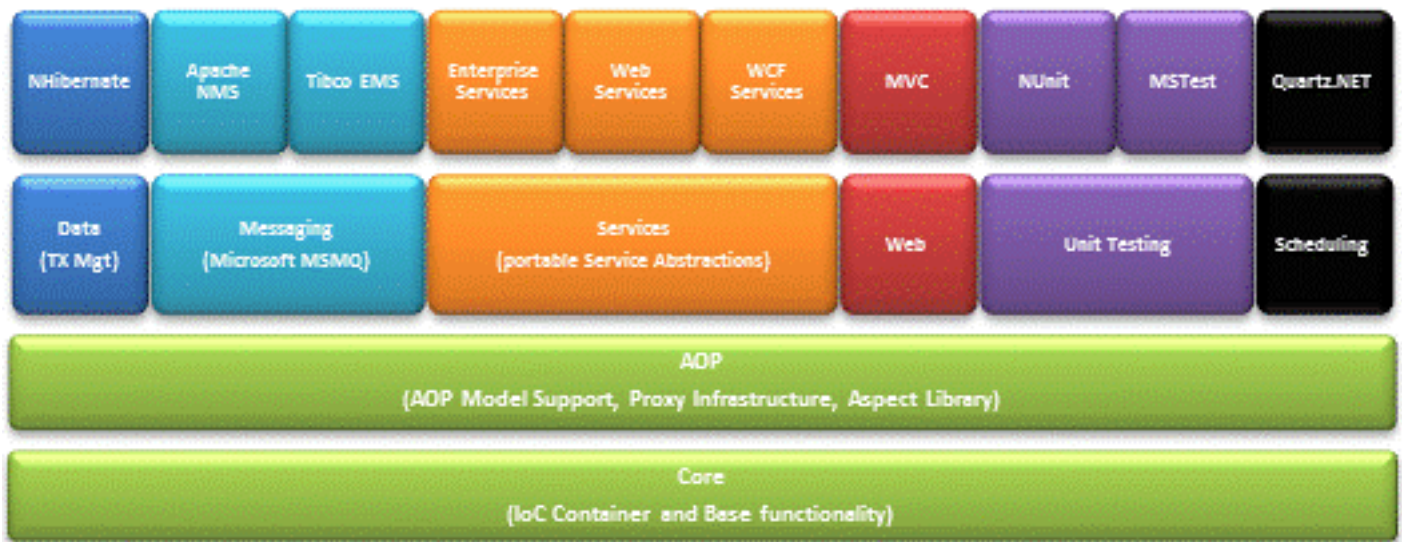 NHibernate
Apache
NMS
Tibco EMS
Enterprise
Services
Web
Services
WCF
Services
MVC
NUnit
MSTest
Quartz.NET
Data
(TX Mgt)
Messaging
(Microsoft MSMQ)
Services
(portable Service Abstractions)
Web
Unit Testing
Scheduling
AOP
(AOP Model Support, Proxy Infrastructure, Aspect Library)
Core
(IoC Container and Base functionality)